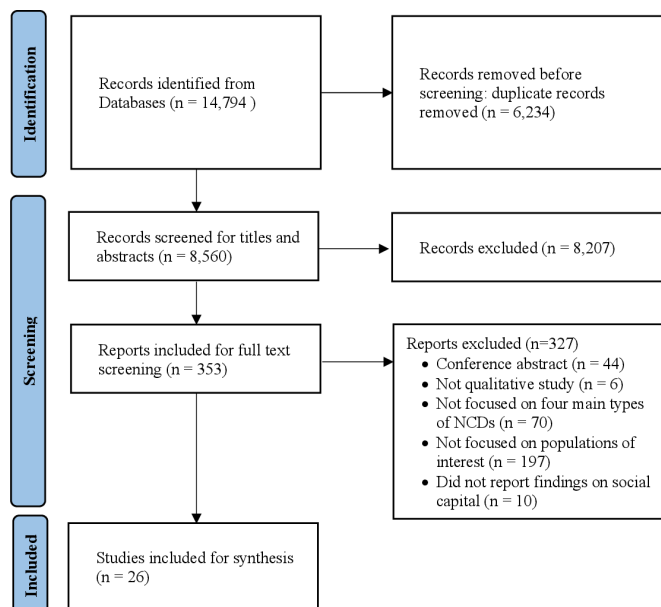 Identification
Records identified from
Databases (n = 14,794 )
Records removed before
screening: duplicate records
removed (n = 6,234)
Screening
Records screened for titles and
abstracts (n = 8,560)
Records excluded (n = 8,207)
Reports included for full text
screening (n = 353)
Reports excluded (n=327)
• Conference abstract (n = 44)
• Not qualitative study (n = 6)
• Not focused on four main types
of NCDs (n = 70)
• Not focused on populations of
interest (n = 197)
• Did not report findings on social
capital (n = 10)
Included
Studies included for synthesis
(n = 26)